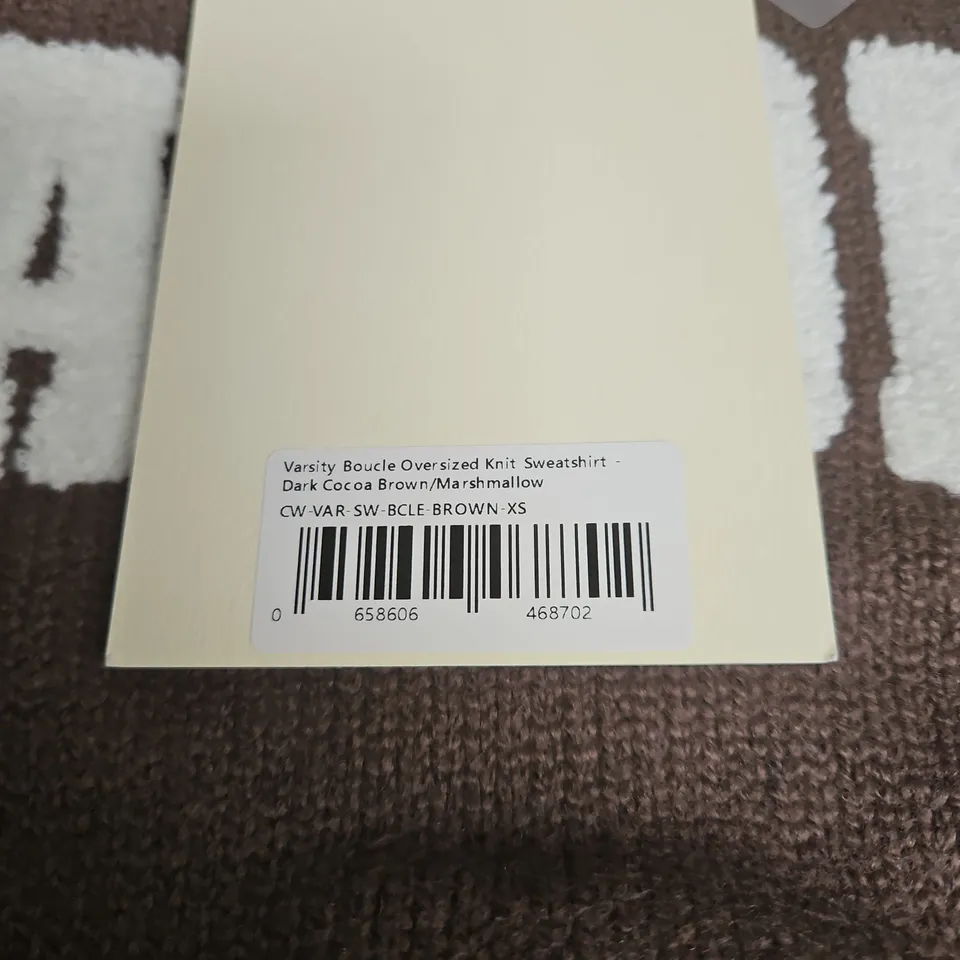 Varsity Boucle Oversized Knit Sweatshirt -
Dark Cocoa Brown/Marshmallow
CW-VAR-SW-BCLE-BROWN-XS
0 658606 468702